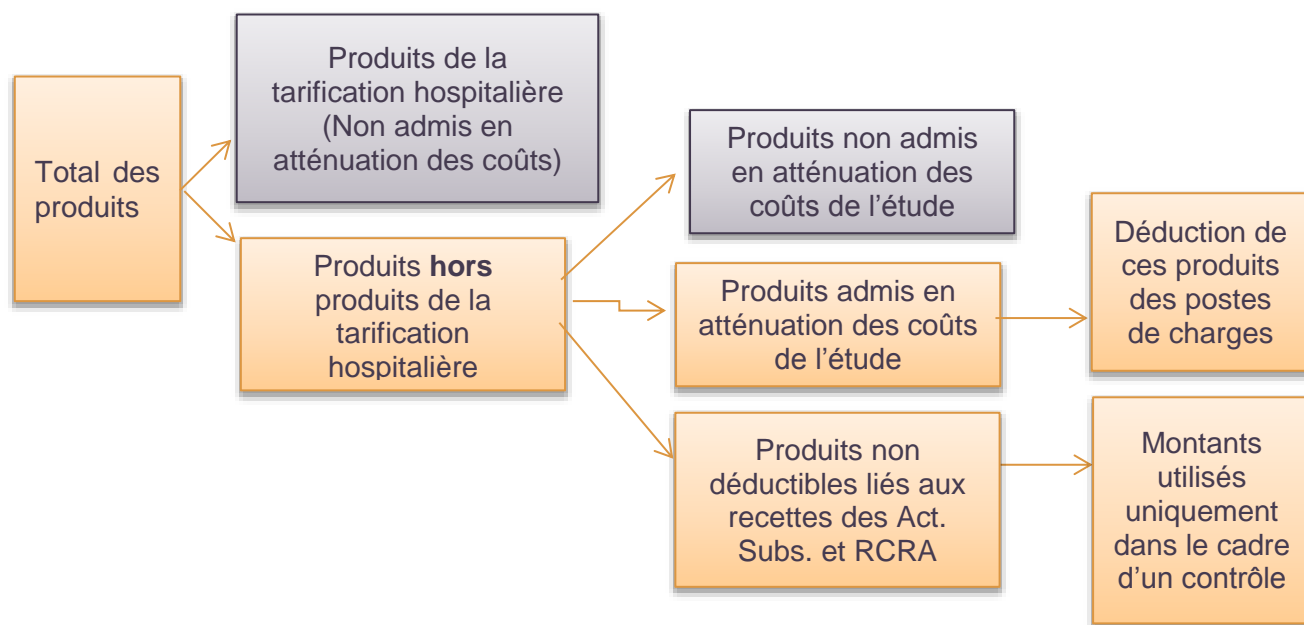 Total des
produits
Produits de la
tarification hospitalière
(Non admis en
atténuation des coûts)
Produits hors
produits de la
tarification
hospitalière
Produits non admis
en atténuation des
coûts de l’étude
Produits admis en
atténuation des coûts
de l’étude
Produits non
déductibles liés aux
recettes des Act.
Subs. et RCRA
Déduction de
ces produits
des postes
de charges
Montants
utilisés
uniquement
dans le cadre
d’un contrôle